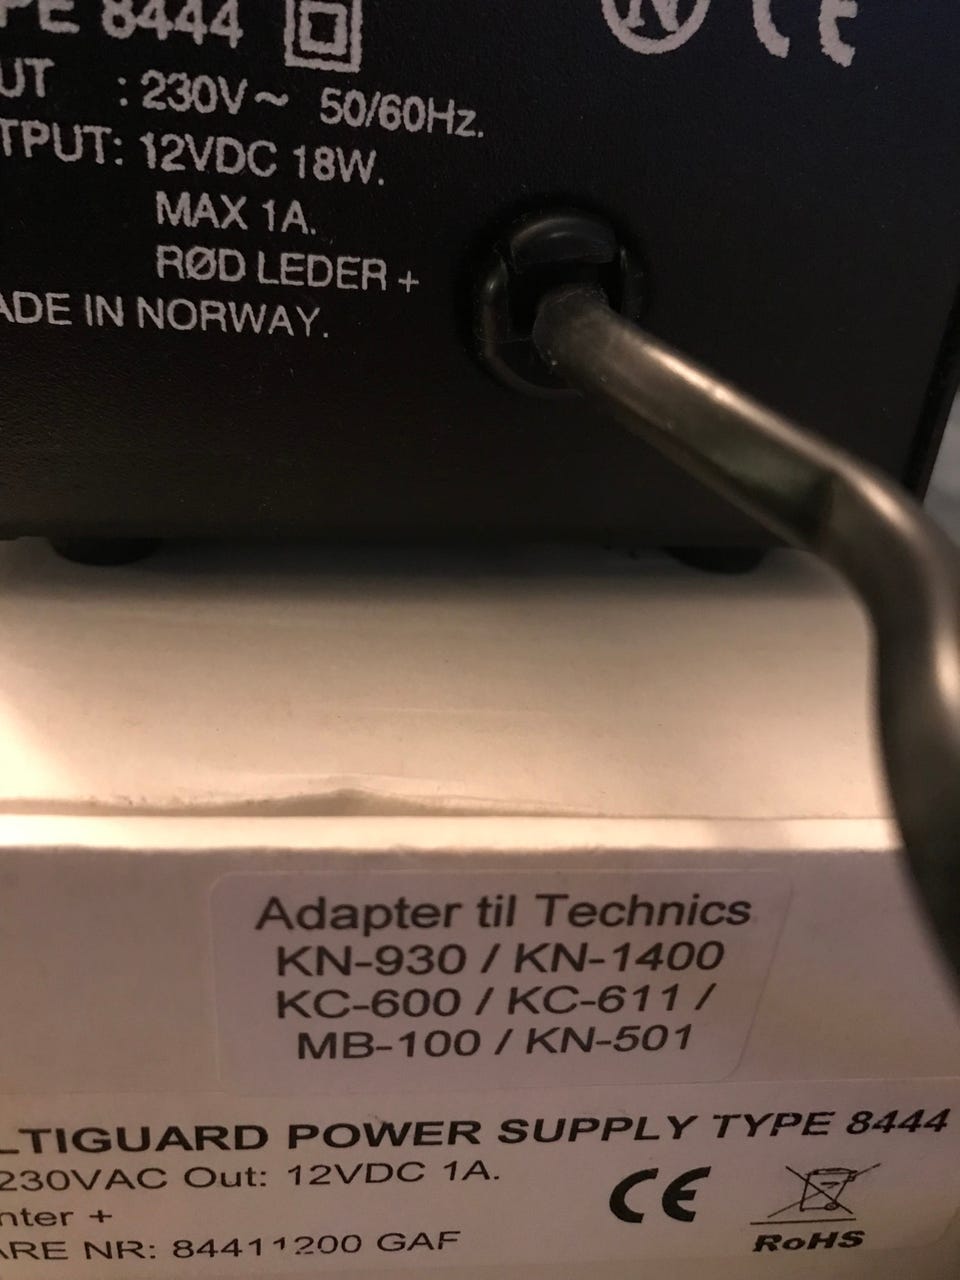 PE 8444
UT : 230V~ 50/60Hz.
TPUT: 12VDC 18W.
MAX 1A.
RØD LEDER +
ADE IN NORWAY.
N CE
Adapter til Technics
KN-930 / KN-1400
KC-600 / KC-611 /
MB-100 / KN-501
LTIGUARD POWER SUPPLY TYPE 8444
230VAC Out: 12VDC 1A.
nter +
ARE NR: 84411200 GAF
CE
RoHS